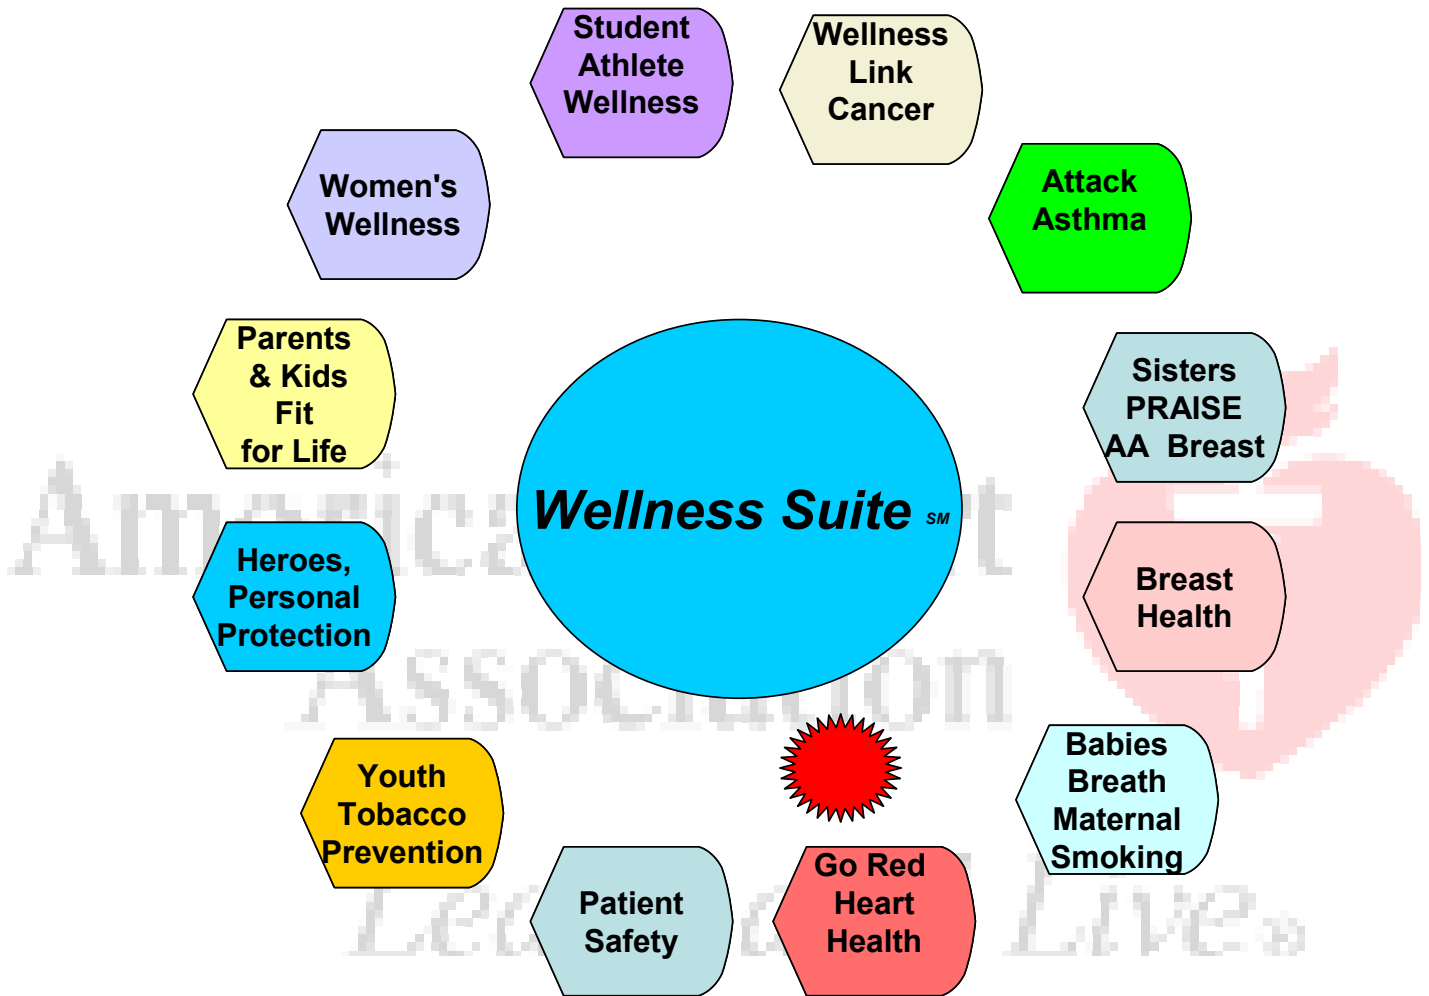 Student
Athlete
Wellness
Wellness
Link
Cancer
Women's
Wellness
Attack
Asthma
Parents
& Kids
Fit
for Life
Sisters
PRAISE
AA Breast
Wellness Suite SM
Heroes,
Personal
Protection
Breast
Health
Association
Youth
Tobacco
Prevention
Babies
Breath
Maternal
Smoking
Patient
Safety
Go Red
Heart
Health
Live®